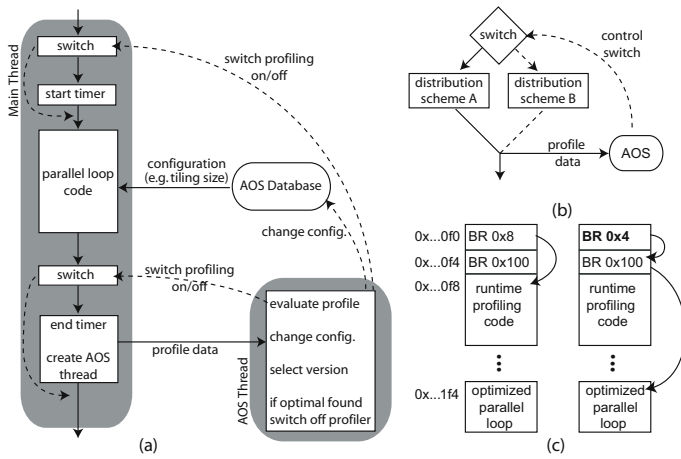 Main Thread
switch
start timer
parallel loop
code
switch
end timer
create AOS
thread
switch profiling
on/off
configuration
(e.g. tiling size)
AOS Database
change config.
switch profiling
on/off
profile data
AOS Thread
evaluate profile
change config.
select version
if optimal found
switch off profiler
(a)
switch
control
switch
distribution
scheme A
distribution
scheme B
profile
data
AOS
(b)
0x...0f0
BR 0x8
BR 0x4
0x...0f4
BR 0x100
BR 0x100
0x...0f8
runtime
profiling
code
runtime
profiling
code
0x...1f4
optimized
parallel
loop
optimized
parallel
loop
(c)